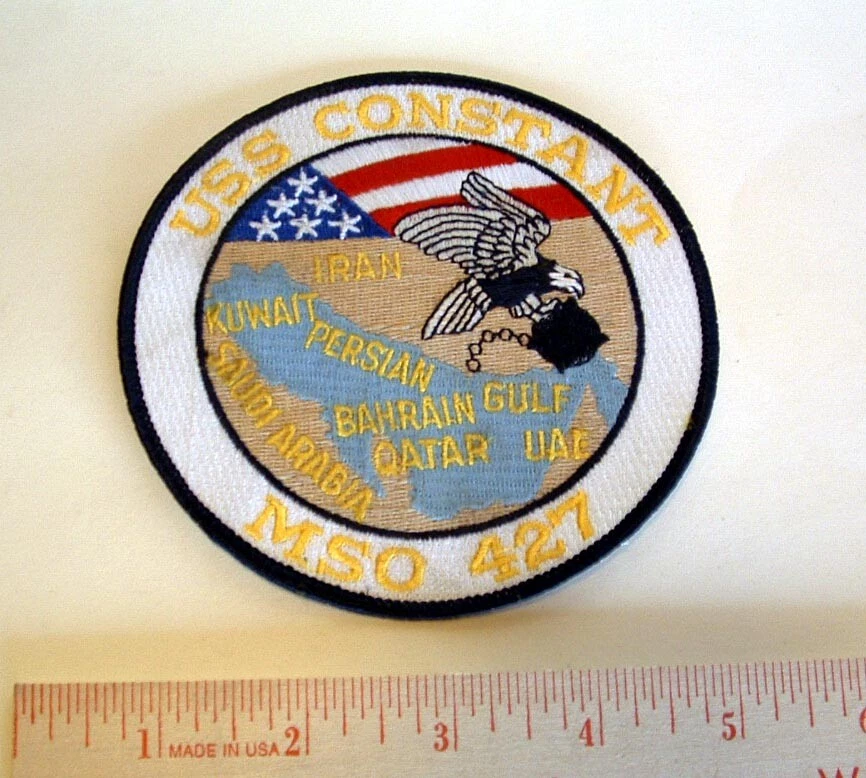 USS CONSTANT
IRAN
KUWAIT
PERSIAN GULF
SAUDI ARABIA
BAHRAIN
QATAR
UAE
MSO 427
1 MADE IN USA 2 3 4 5 6